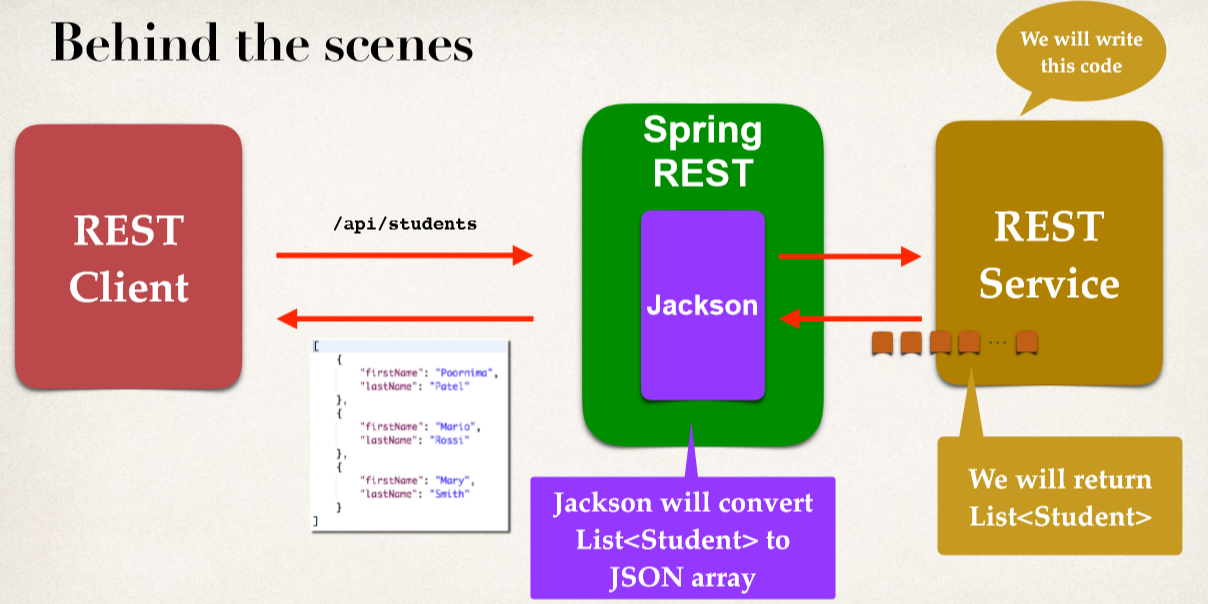 Behind the scenes
We will write
this code
REST
Client
/api/students
Spring
REST
Jackson
REST
Service
...
[
{
"firstName": "Poornima",
"lastName": "Patel"
},
{
"firstName": "Mario",
"lastName": "Rossi"
},
{
"firstName": "Mary",
"lastName": "Smith"
}
]
Jackson will convert
List<Student> to
JSON array
We will return
List<Student>